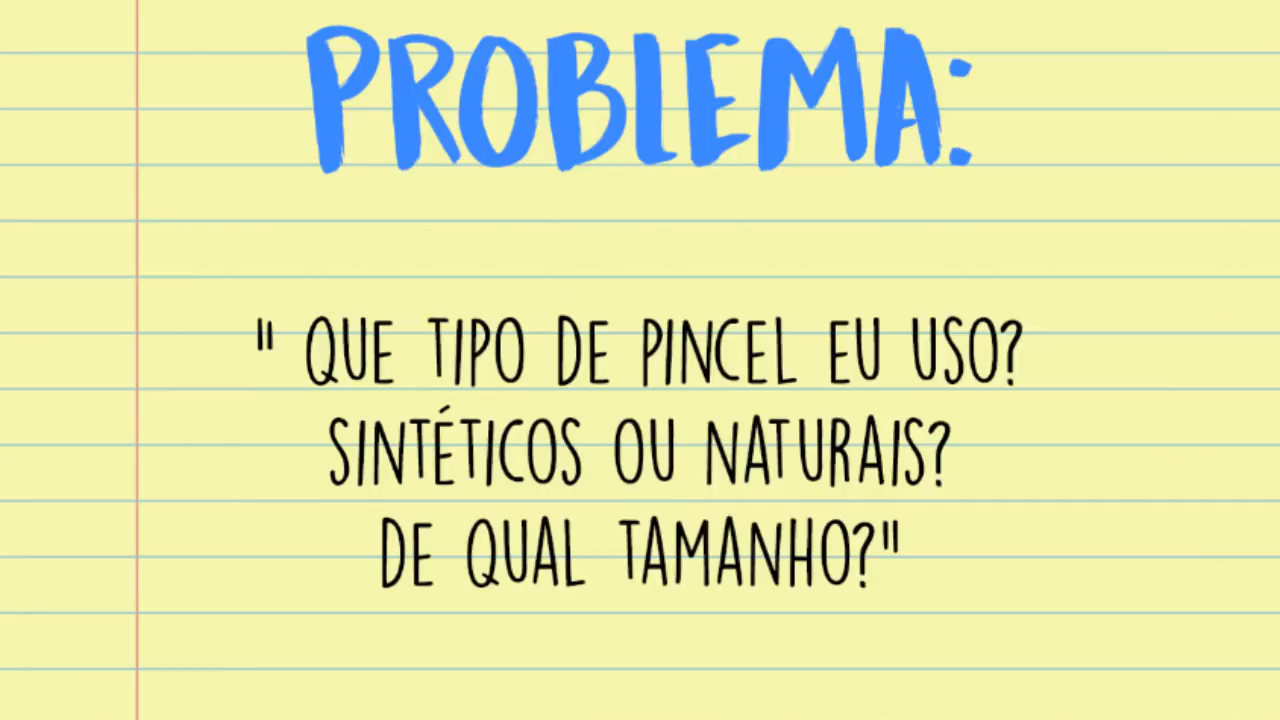 PROBLEMA:
" QUE TIPO DE PINCEL EU USO?
SINTÉTICOS OU NATURAIS?
DE QUAL TAMANHO?"